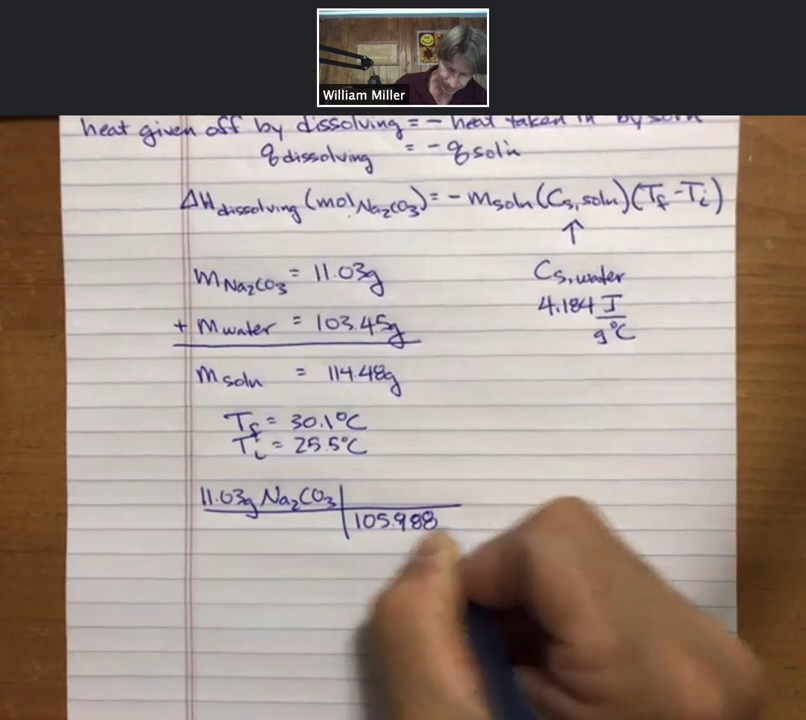 William Miller
heat given off by dissolving = - heat taken in by soln
q dissolving = - q sol'n
ΔH dissolving (mol Na2CO3) = - m soln (Cs, soln) (Tf - Ti)
↑
m Na2CO3 = 11.03g
Cs, water
+ m water = 103.45g
4.184 J
g°C
m soln = 114.48g
Tf = 30.1°C
Ti = 25.5°C
11.03g Na2CO3
105.988